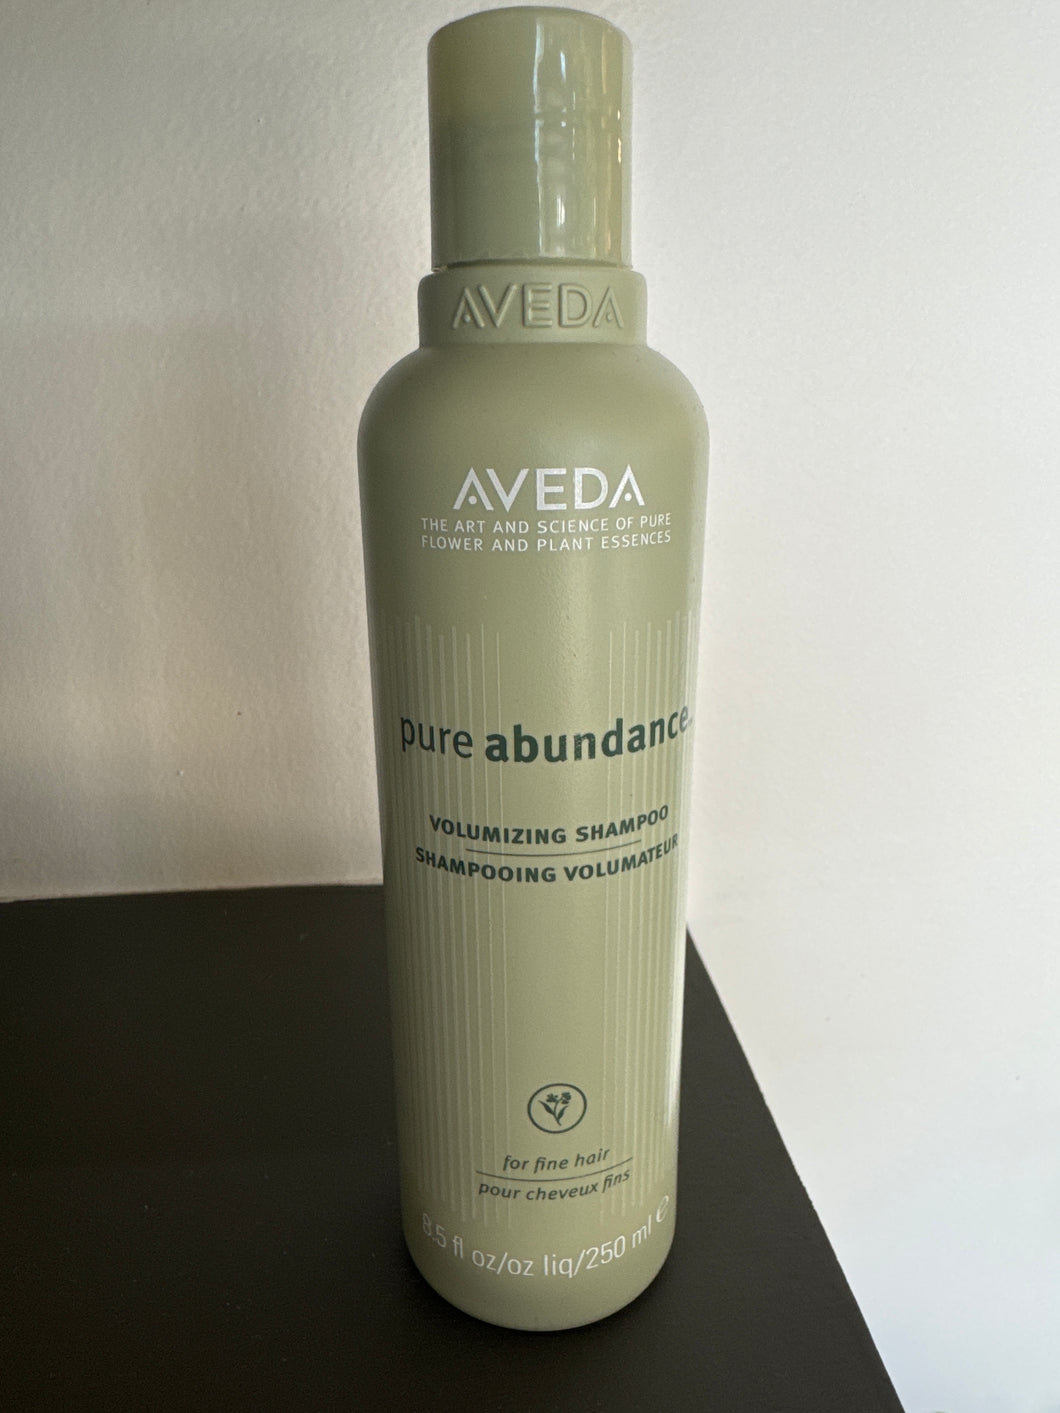 AVEDA
AVEDA
THE ART AND SCIENCE OF PURE
FLOWER AND PLANT ESSENCES
pure abundance™
VOLUMIZING SHAMPOO
SHAMPOOING VOLUMATEUR
for fine hair
pour cheveux fins
8.5 fl oz/oz liq/250 ml ℮